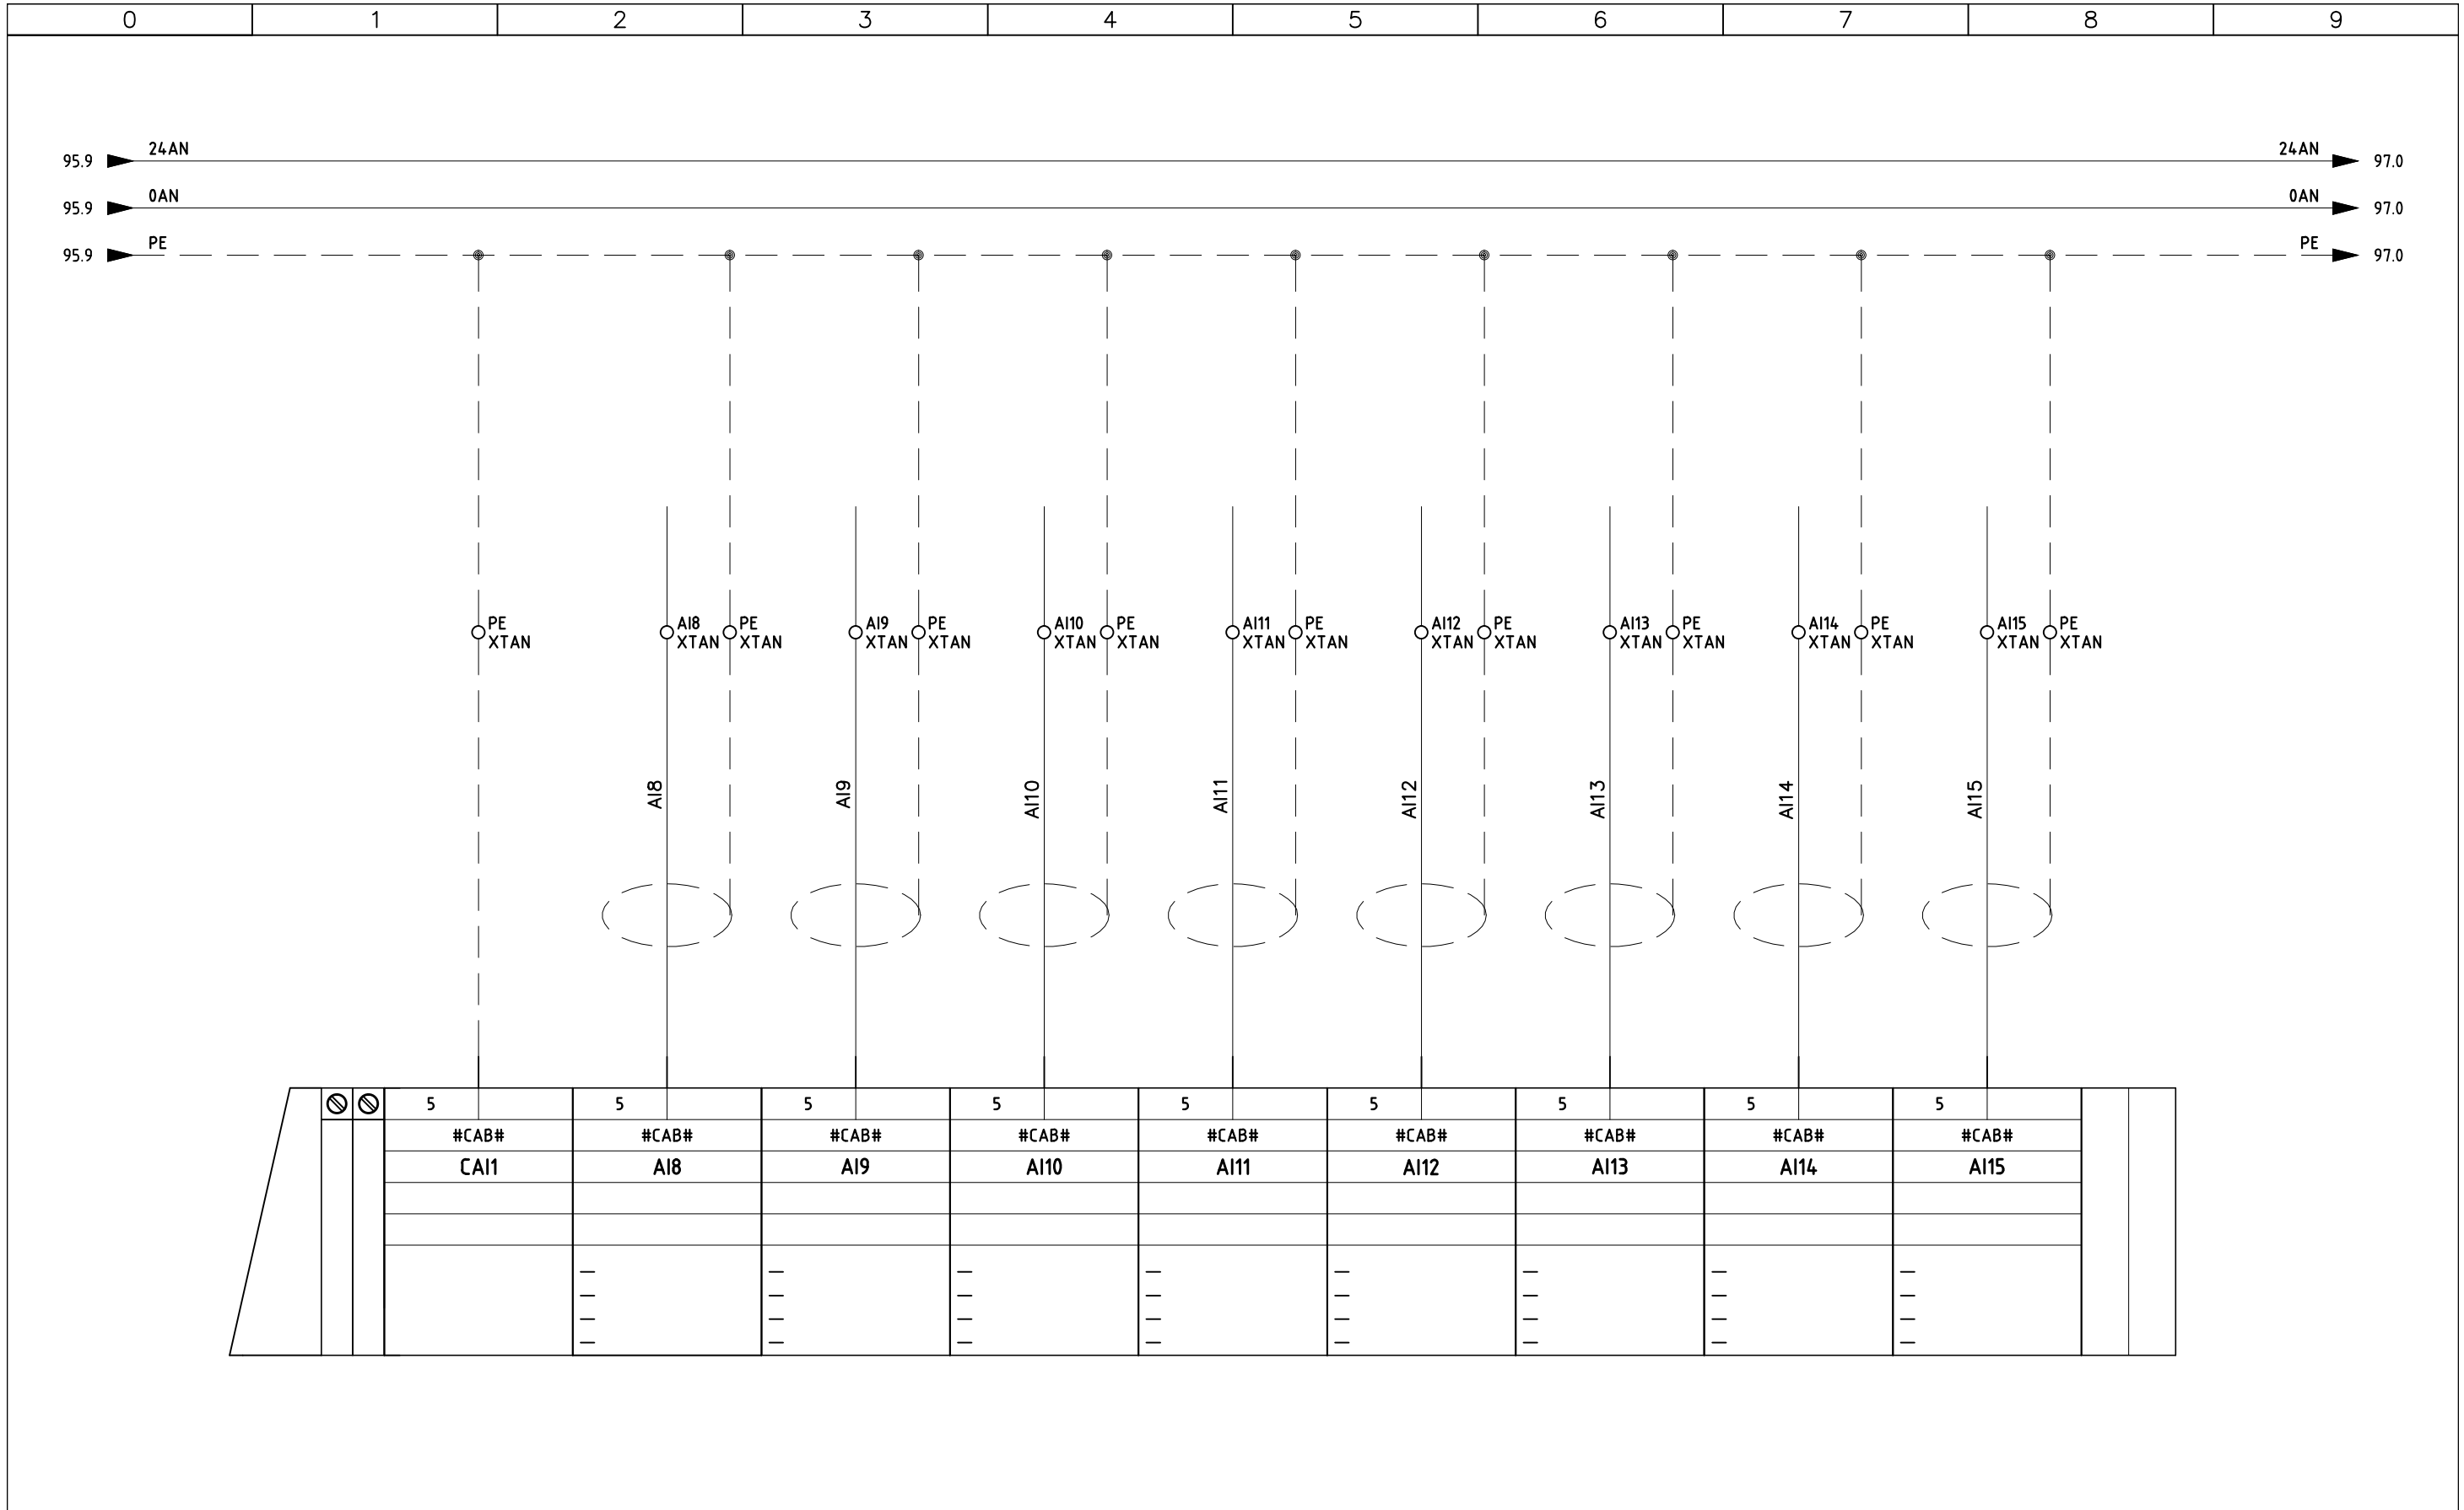 0 1 2 3 4 5 6 7 8 9
24AN 24AN
95.9 97.0
0AN 0AN
95.9 97.0
PE PE
95.9 97.0
PE AI8 PE AI9 PE AI10 PE AI11 PE AI12 PE AI13 PE AI14 PE AI15 PE
XTAN XTAN XTAN XTAN XTAN XTAN XTAN XTAN XTAN XTAN XTAN XTAN XTAN XTAN XTAN XTAN XTAN
AI8 AI9 AI10 AI11 AI12 AI13 AI14 AI15
5 5 5 5 5 5 5 5 5
#CAB# #CAB# #CAB# #CAB# #CAB# #CAB# #CAB# #CAB# #CAB#
CAI1 AI8 AI9 AI10 AI11 AI12 AI13 AI14 AI15